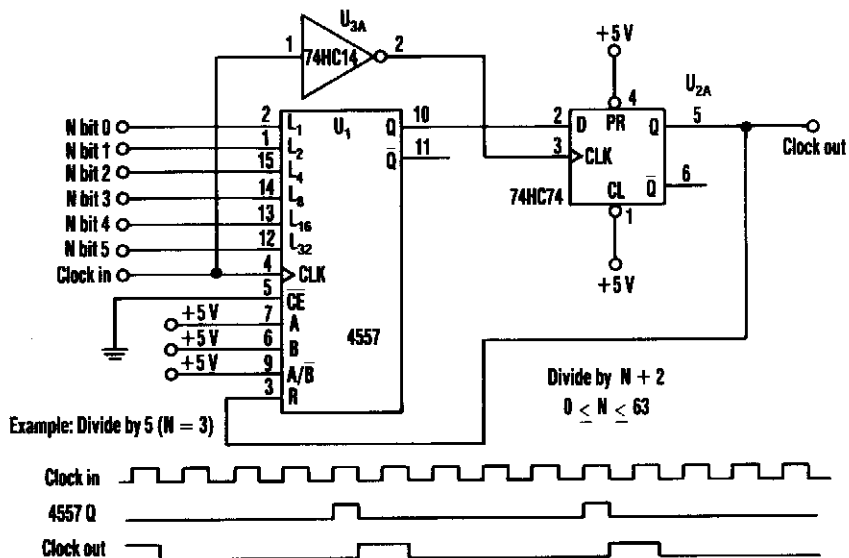 U3A
1 74HC14 2
+5 V
4
U2A
N bit 0 2 L1 U1 Q 10 2 D PR Q 5
N bit 1 1 L2 Q̅ 11 3 CLK Clock out
N bit 2 15 L4
N bit 3 14 L8 74HC74 CL Q̅ 6
N bit 4 13 L16 1
N bit 5 12 L32
Clock in 4 CLK +5 V
5 C̅E̅
+5 V 7 A
+5 V 6 B 4557
+5 V 9 A/B̅
3 R
Divide by N + 2
0 ≤ N ≤ 63
Example: Divide by 5 (N = 3)
Clock in
4557 Q
Clock out